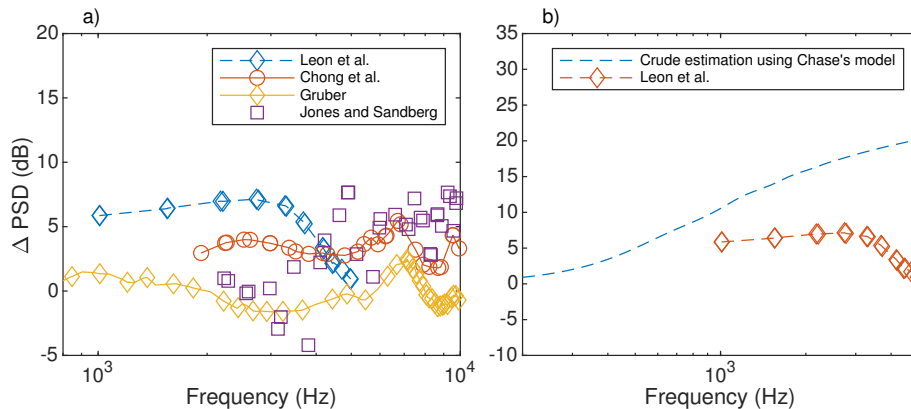 a)
20
15
10
5
0
-5
Δ PSD (dB)
Leon et al.
Chong et al.
Gruber
Jones and Sandberg
10³
10⁴
Frequency (Hz)
b)
35
30
25
20
15
10
5
0
-5
-10
Crude estimation using Chase's model
Leon et al.
10³
Frequency (Hz)